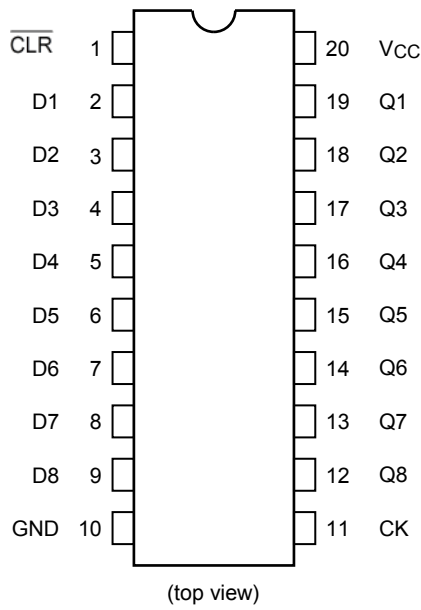 C̅L̅R̅ 1 20 VCC
D1 2 19 Q1
D2 3 18 Q2
D3 4 17 Q3
D4 5 16 Q4
D5 6 15 Q5
D6 7 14 Q6
D7 8 13 Q7
D8 9 12 Q8
GND 10 11 CK
(top view)